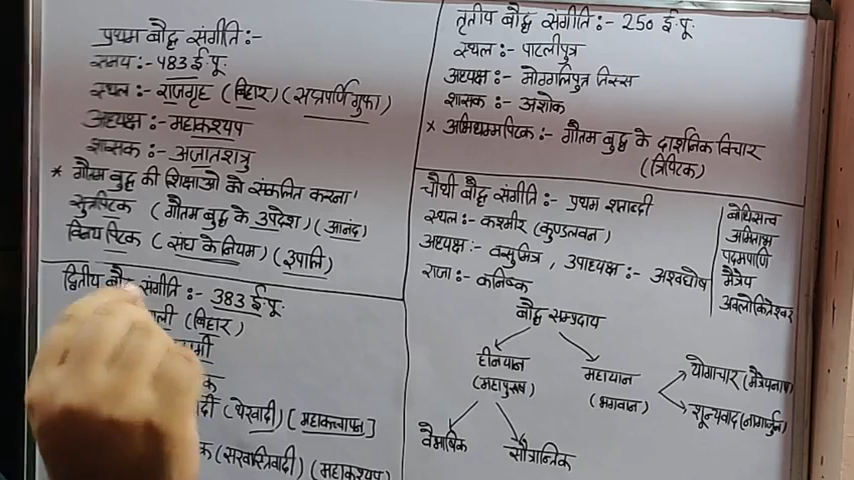 प्रथम बौद्ध संगीति:-
समय:- 483 ई.पू.
स्थल:- राजगृह (बिहार) (सप्तपर्णि गुफा)
अध्यक्ष:- महाकश्यप
शासक:- अजातशत्रु
* गौतम बुद्ध की शिक्षाओ को संकलित करना'
सुत्तपिटक (गौतम बुद्ध के उपदेश) (आनंद)
विनय पिटक (संघ के नियम) (उपालि)
द्वितीय बौद्ध संगीति:- 383 ई.पू.
(बिहार)
(थेरवादी) (महाकच्चायन]
(सरवास्त्रिवादी) (महाकश्यप)
तृतीय बौद्ध संगीति:- 250 ई.पू.
स्थल:- पाटलीपुत्र
अध्यक्ष:- मोग्गलिपुत्र तिस्स
शासक:- अशोक
* अभिधम्मपिटक:- गौतम बुद्ध के दार्शनिक विचार
(त्रिपिटक)
चौथी बौद्ध संगीति:- प्रथम शताब्दी
स्थल:- कश्मीर (कुण्डलवन)
अध्यक्ष:- वसुमित्र, उपाध्यक्ष:- अश्वघोष
राजा:- कनिष्क
बोधिसत्व
अमिताभ
पदमपाणि
मैत्रेय
अवलोकितेश्वर
बौद्ध सम्प्रदाय
हीनयान
(महापुरुष)
महायान
(भगवान)
योगाचार (मैत्रेयनाथ)
शून्यवाद (नागार्जुन)
वैभाषिक
सौत्रान्तिक